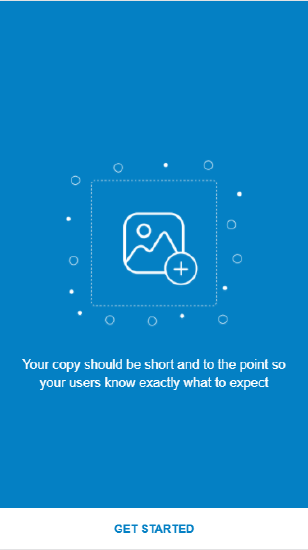 Your copy should be short and to the point so
your users know exactly what to expect
GET STARTED